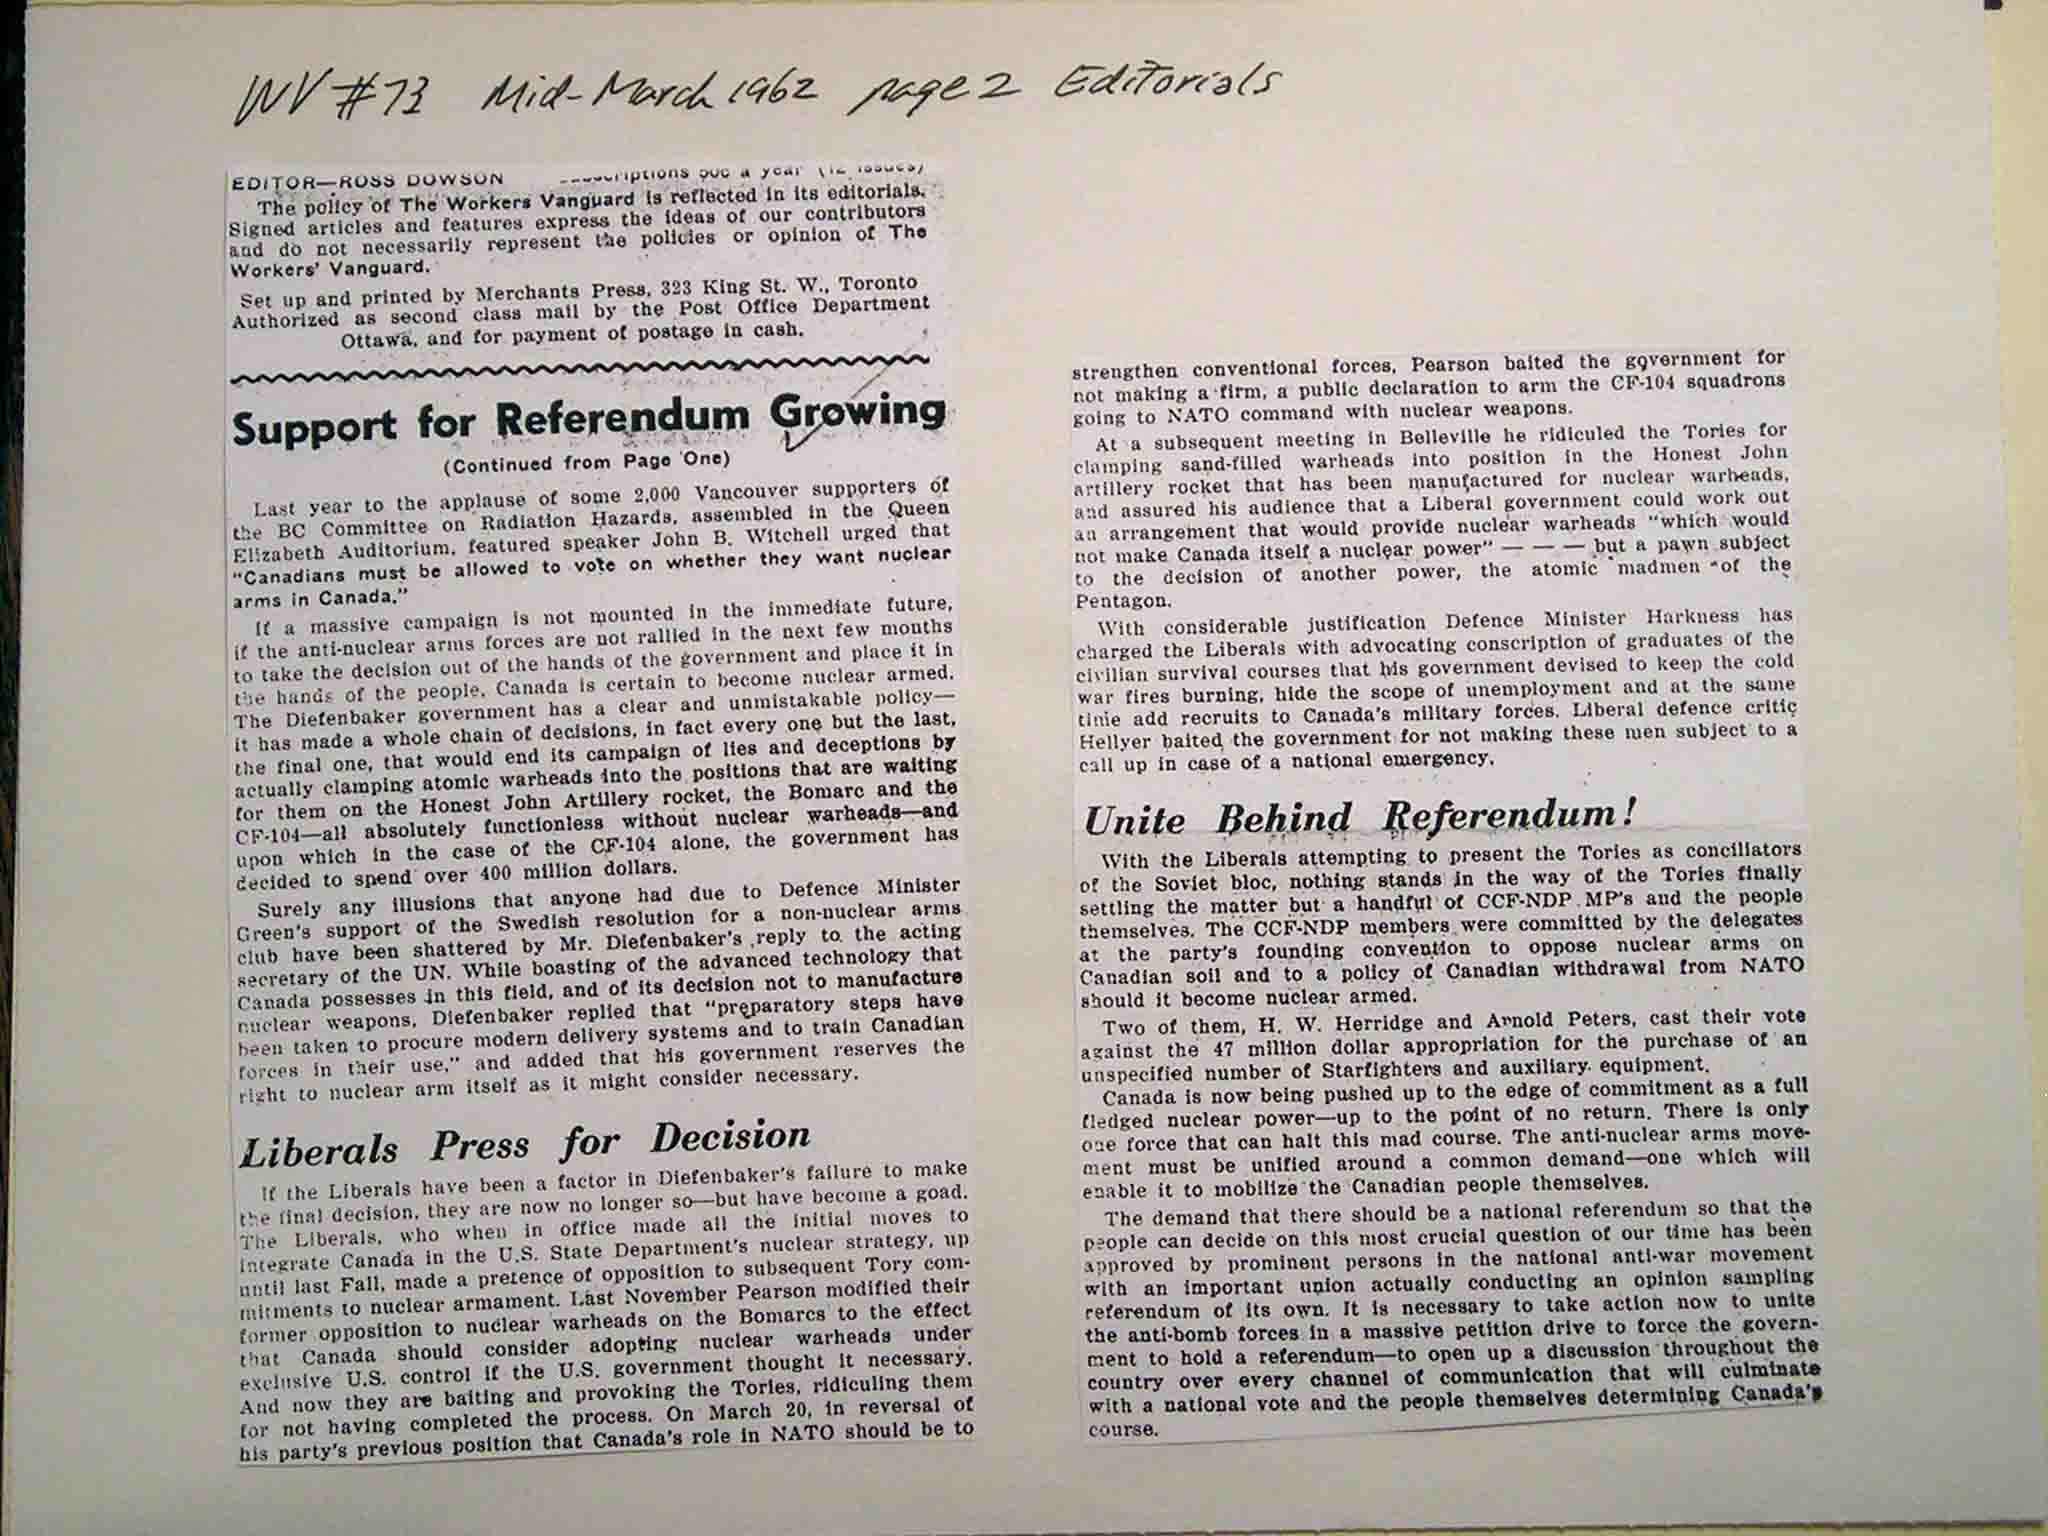 WV #73 Mid-March 1962 page 2 Editorials
EDITOR—ROSS DOWSON a year (12 issues)
The policy of The Workers Vanguard is reflected in its editorials.
Signed articles and features express the ideas of our contributors
and do not necessarily represent the policies or opinion of The
Workers' Vanguard.
Set up and printed by Merchants Press, 323 King St. W., Toronto
Authorized as second class mail by the Post Office Department
Ottawa, and for payment of postage in cash.
Support for Referendum Growing
(Continued from Page One)
Last year to the applause of some 2,000 Vancouver supporters of
the BC Committee on Radiation Hazards, assembled in the Queen
Elizabeth Auditorium, featured speaker John B. Witchell urged that
"Canadians must be allowed to vote on whether they want nuclear
arms in Canada."
If a massive campaign is not mounted in the immediate future,
if the anti-nuclear arms forces are not rallied in the next few months
to take the decision out of the hands of the government and place it in
the hands of the people, Canada is certain to become nuclear armed.
The Diefenbaker government has a clear and unmistakable policy—
it has made a whole chain of decisions, in fact every one but the last,
the final one, that would end its campaign of lies and deceptions by
actually clamping atomic warheads into the positions that are waiting
for them on the Honest John Artillery rocket, the Bomarc and the
CF-104—all absolutely functionless without nuclear warheads—and
upon which in the case of the CF-104 alone, the government has
decided to spend over 400 million dollars.
Surely any illusions that anyone had due to Defence Minister
Green's support of the Swedish resolution for a non-nuclear arms
club have been shattered by Mr. Diefenbaker's reply to the acting
secretary of the UN. While boasting of the advanced technology that
Canada possesses in this field, and of its decision not to manufacture
nuclear weapons, Diefenbaker replied that "preparatory steps have
been taken to procure modern delivery systems and to train Canadian
forces in their use," and added that his government reserves the
right to nuclear arm itself as it might consider necessary.
Liberals Press for Decision
If the Liberals have been a factor in Diefenbaker's failure to make
the final decision, they are now no longer so—but have become a goad.
The Liberals, who when in office made all the initial moves to
integrate Canada in the U.S. State Department's nuclear strategy, up
until last Fall, made a pretence of opposition to subsequent Tory com-
mitments to nuclear armament. Last November Pearson modified their
former opposition to nuclear warheads on the Bomarcs to the effect
that Canada should consider adopting nuclear warheads under
exclusive U.S. control if the U.S. government thought it necessary.
And now they are baiting and provoking the Tories, ridiculing them
for not having completed the process. On March 20, in reversal of
his party's previous position that Canada's role in NATO should be to
strengthen conventional forces, Pearson baited the government for
not making a firm, a public declaration to arm the CF-104 squadrons
going to NATO command with nuclear weapons.
At a subsequent meeting in Belleville he ridiculed the Tories for
clamping sand-filled warheads into position in the Honest John
artillery rocket that has been manufactured for nuclear warheads,
and assured his audience that a Liberal government could work out
an arrangement that would provide nuclear warheads "which would
not make Canada itself a nuclear power" — — — but a pawn subject
to the decision of another power, the atomic madmen of the
Pentagon.
With considerable justification Defence Minister Harkness has
charged the Liberals with advocating conscription of graduates of the
civilian survival courses that his government devised to keep the cold
war fires burning, hide the scope of unemployment and at the same
time add recruits to Canada's military forces. Liberal defence critic
Hellyer baited the government for not making these men subject to a
call up in case of a national emergency.
Unite Behind Referendum!
With the Liberals attempting to present the Tories as conciliators
of the Soviet bloc, nothing stands in the way of the Tories finally
settling the matter but a handful of CCF-NDP MP's and the people
themselves. The CCF-NDP members were committed by the delegates
at the party's founding convention to oppose nuclear arms on
Canadian soil and to a policy of Canadian withdrawal from NATO
should it become nuclear armed.
Two of them, H. W. Herridge and Arnold Peters, cast their vote
against the 47 million dollar appropriation for the purchase of an
unspecified number of Starfighters and auxiliary equipment.
Canada is now being pushed up to the edge of commitment as a full
fledged nuclear power—up to the point of no return. There is only
one force that can halt this mad course. The anti-nuclear arms move-
ment must be unified around a common demand—one which will
enable it to mobilize the Canadian people themselves.
The demand that there should be a national referendum so that the
people can decide on this most crucial question of our time has been
approved by prominent persons in the national anti-war movement
with an important union actually conducting an opinion sampling
referendum of its own. It is necessary to take action now to unite
the anti-bomb forces in a massive petition drive to force the govern-
ment to hold a referendum—to open up a discussion throughout the
country over every channel of communication that will culminate
with a national vote and the people themselves determining Canada's
course.